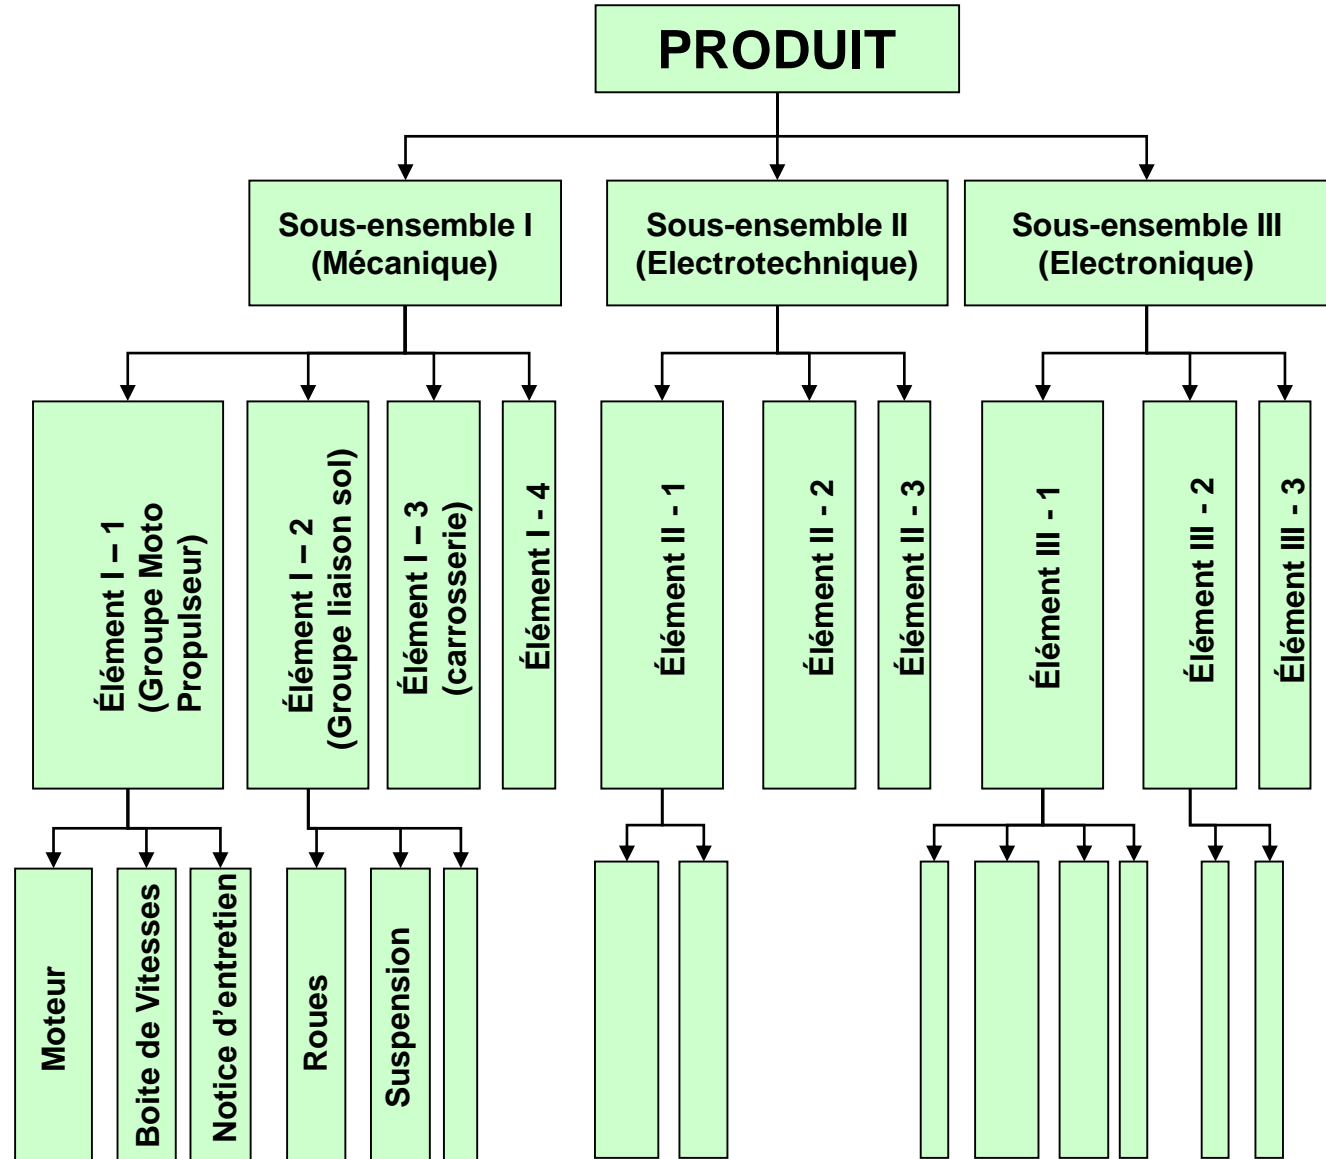 PRODUIT
Sous-ensemble I
(Mécanique)
Sous-ensemble II
(Electrotechnique)
Sous-ensemble III
(Electronique)
Élément I – 1
(Groupe Moto
Propulseur)
Élément I – 2
(Groupe liaison sol)
Élément I – 3
(carrosserie)
Élément I - 4
Élément II - 1
Élément II - 2
Élément II - 3
Élément III - 1
Élément III - 2
Élément III - 3
Moteur
Boite de Vitesses
Notice d’entretien
Roues
Suspension